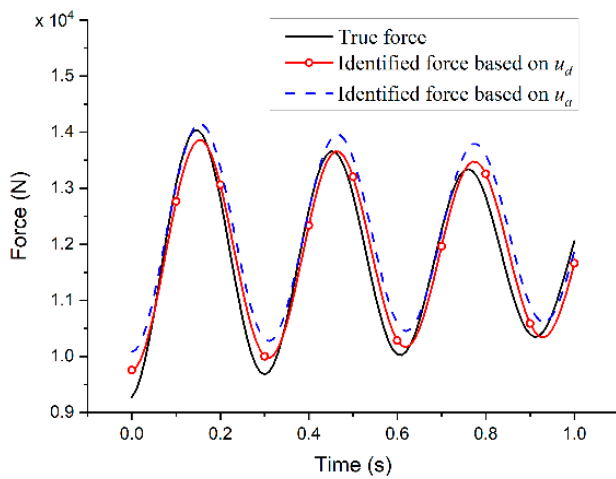 x 10⁴
1.5
1.4
1.3
1.2
1.1
1.0
0.9
Force (N)
True force
Identified force based on u_d
Identified force based on u_a
0.0 0.2 0.4 0.6 0.8 1.0
Time (s)